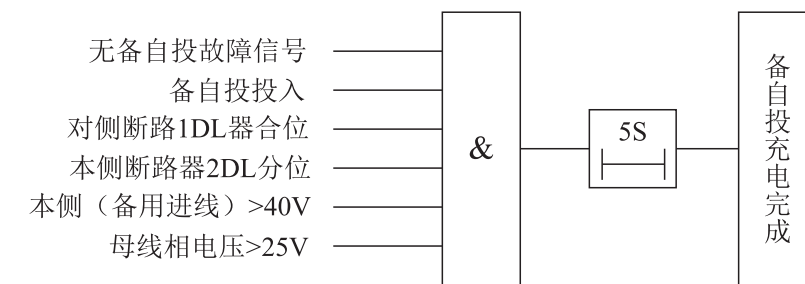 无备自投故障信号
备自投投入
对侧断路1DL器合位
本侧断路器2DL分位
本侧（备用进线）>40V
母线相电压>25V
&
5S
备自投充电完成